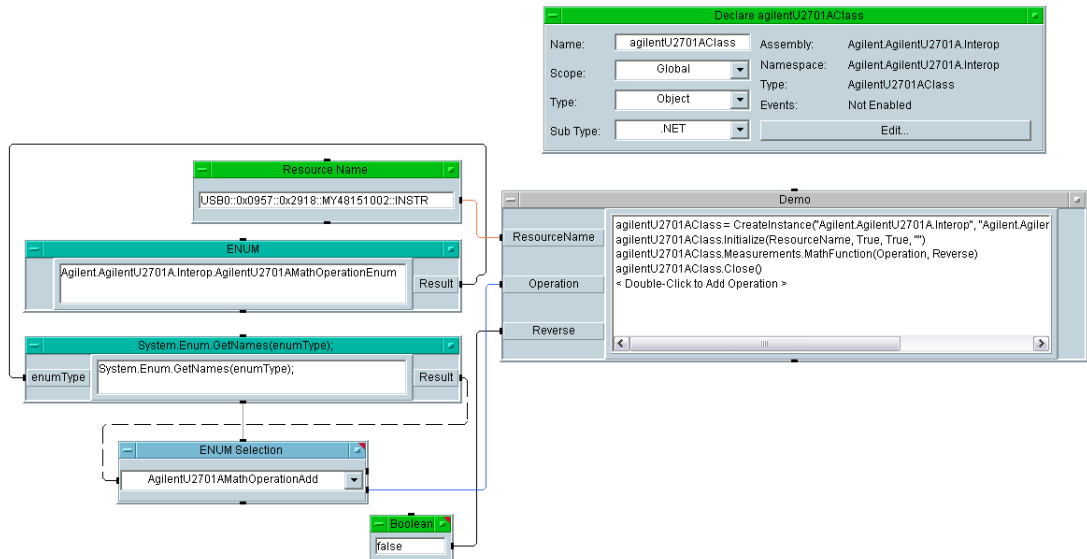 Declare agilentU2701AClass
Name: agilentU2701AClass Assembly: Agilent.AgilentU2701A.Interop
Scope: Global Namespace: Agilent.AgilentU2701A.Interop
Type: AgilentU2701AClass
Type: Object Events: Not Enabled
Sub Type: .NET Edit...
Resource Name
USB0::0x0957::0x2918::MY48151002::INSTR
ENUM
Agilent.AgilentU2701A.Interop.AgilentU2701AMathOperationEnum
Result
System.Enum.GetNames(enumType);
enumType System.Enum.GetNames(enumType); Result
ENUM Selection
AgilentU2701AMathOperationAdd
Boolean
false
Demo
ResourceName
Operation
Reverse
agilentU2701AClass = CreateInstance("Agilent.AgilentU2701A.Interop", "Agilent.Agiler
agilentU2701AClass.Initialize(ResourceName, True, True, "")
agilentU2701AClass.Measurements.MathFunction(Operation, Reverse)
agilentU2701AClass.Close()
< Double-Click to Add Operation >